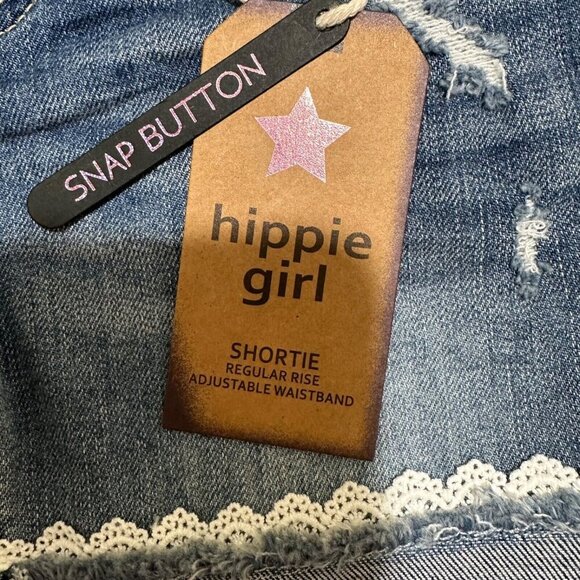 SNAP BUTTON
hippie
girl
SHORTIE
REGULAR RISE
ADJUSTABLE WAISTBAND